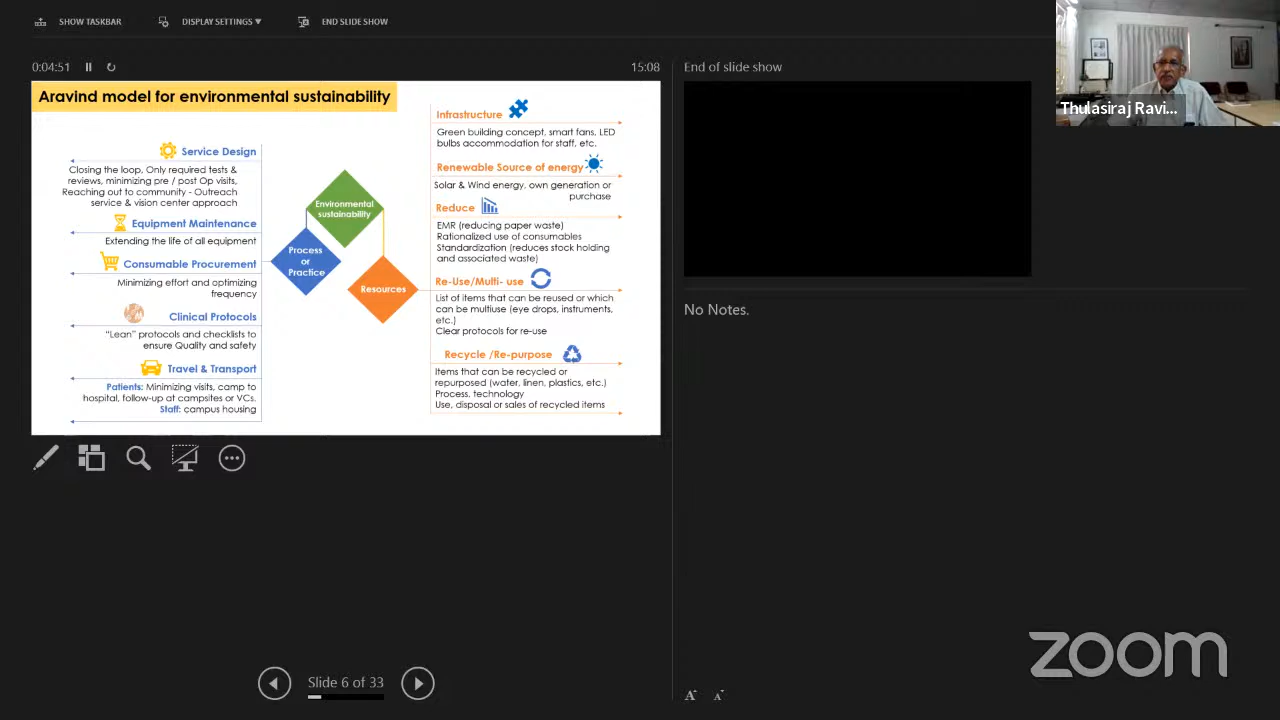 SHOW TASKBAR
DISPLAY SETTINGS ▼
END SLIDE SHOW
0:04:51
15:08
Aravind model for environmental sustainability
Service Design
Closing the loop, Only required tests &
reviews, minimizing pre / post Op visits,
Reaching out to community - Outreach
service & vision center approach
Equipment Maintenance
Extending the life of all equipment
Consumable Procurement
Minimizing effort and optimizing
frequency
Clinical Protocols
“Lean” protocols and checklists to
ensure Quality and safety
Travel & Transport
Patients: Minimizing visits, camp to
hospital, follow-up at campsites or VCs.
Staff: campus housing
Environmental
sustainability
Process
or
Practice
Resources
Infrastructure
Green building concept, smart fans, LED
bulbs accommodation for staff, etc.
Renewable Source of energy
Solar & Wind energy, own generation or
purchase
Reduce
EMR (reducing paper waste)
Rationalized use of consumables
Standardization (reduces stock holding
and associated waste)
Re-Use/Multi- use
List of items that can be reused or which
can be multiuse (eye drops, instruments,
etc.)
Clear protocols for re-use
Recycle /Re-purpose
Items that can be recycled or
repurposed (water, linen, plastics, etc.)
Process, technology
Use, disposal or sales of recycled items
Slide 6 of 33
End of slide show
No Notes.
A A
Thulasiraj Ravi...
zoom